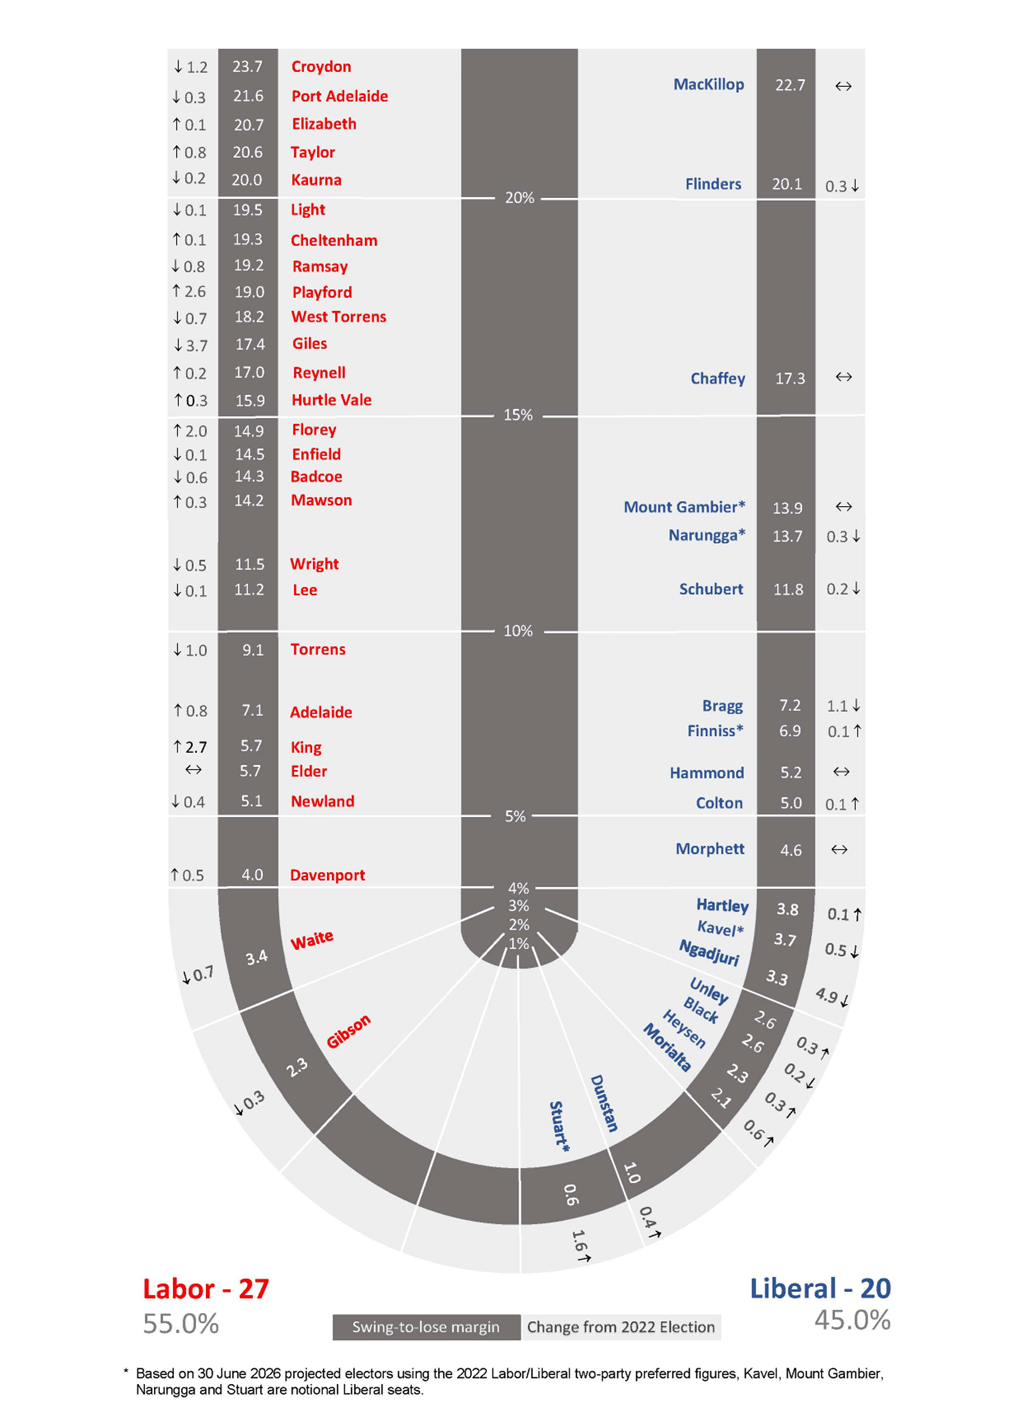 ↓1.2 23.7 Croydon
MacKillop 22.7 ↔
↓0.3 21.6 Port Adelaide
↑0.1 20.7 Elizabeth
↑0.8 20.6 Taylor
↓0.2 20.0 Kaurna
Flinders 20.1 0.3↓
20%
↓0.1 19.5 Light
↑0.1 19.3 Cheltenham
↓0.8 19.2 Ramsay
↑2.6 19.0 Playford
↓0.7 18.2 West Torrens
↓3.7 17.4 Giles
↑0.2 17.0 Reynell
Chaffey 17.3 ↔
↑0.3 15.9 Hurtle Vale
15%
↑2.0 14.9 Florey
↓0.1 14.5 Enfield
↓0.6 14.3 Badcoe
↑0.3 14.2 Mawson
Mount Gambier* 13.9 ↔
Narungga* 13.7 0.3↓
↓0.5 11.5 Wright
↓0.1 11.2 Lee
Schubert 11.8 0.2↓
10%
↓1.0 9.1 Torrens
↑0.8 7.1 Adelaide
Bragg 7.2 1.1↓
Finniss* 6.9 0.1↑
↑2.7 5.7 King
↔ 5.7 Elder
Hammond 5.2 ↔
↓0.4 5.1 Newland
Colton 5.0 0.1↑
5%
Morphett 4.6 ↔
↑0.5 4.0 Davenport
4%
3%
2%
1%
Hartley 3.8 0.1↑
Kavel* 3.7 0.5↓
Ngadjuri 3.3 4.9↓
↓0.7 3.4 Waite
Unley 2.6 0.3↑
Black 2.6 0.2↓
Heysen 2.3 0.3↑
Morialta 2.1 0.6↑
↓0.3 2.3 Gibson
Dunstan 1.0 0.4↑
Stuart* 0.6 1.6↑
Labor - 27
55.0%
Liberal - 20
45.0%
Swing-to-lose margin Change from 2022 Election
* Based on 30 June 2026 projected electors using the 2022 Labor/Liberal two-party preferred figures, Kavel, Mount Gambier,
Narungga and Stuart are notional Liberal seats.